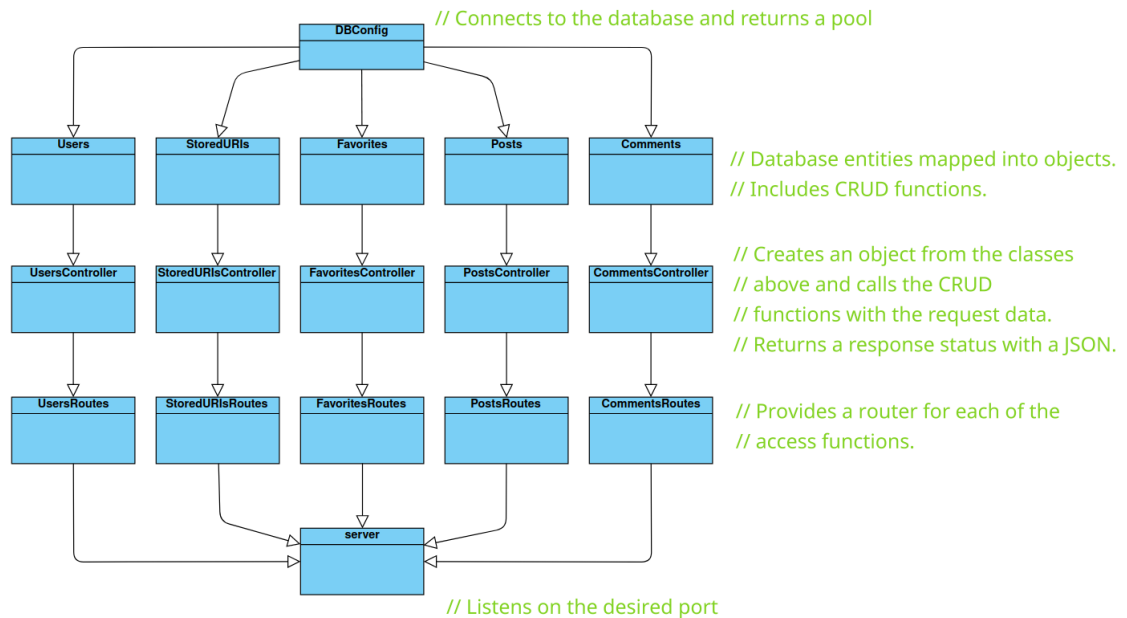 // Connects to the database and returns a pool
DBConfig
Users
StoredURIs
Favorites
Posts
Comments
// Database entities mapped into objects.
// Includes CRUD functions.
UsersController
StoredURIsController
FavoritesController
PostsController
CommentsController
// Creates an object from the classes
// above and calls the CRUD
// functions with the request data.
// Returns a response status with a JSON.
UsersRoutes
StoredURIsRoutes
FavoritesRoutes
PostsRoutes
CommentsRoutes
// Provides a router for each of the
// access functions.
server
// Listens on the desired port